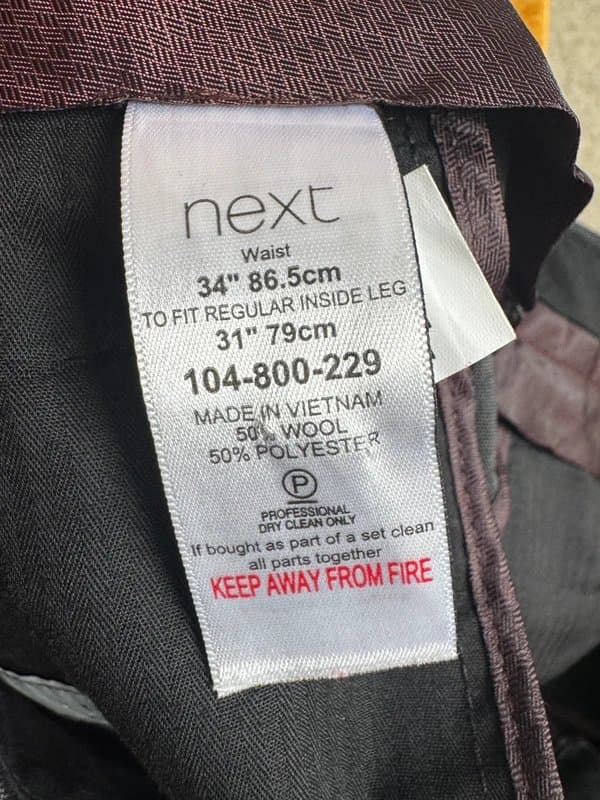 next
Waist
34" 86.5cm
TO FIT REGULAR INSIDE LEG
31" 79cm
104-800-229
MADE IN VIETNAM
50% WOOL
50% POLYESTER
P
PROFESSIONAL
DRY CLEAN ONLY
If bought as part of a set clean
all parts together
KEEP AWAY FROM FIRE